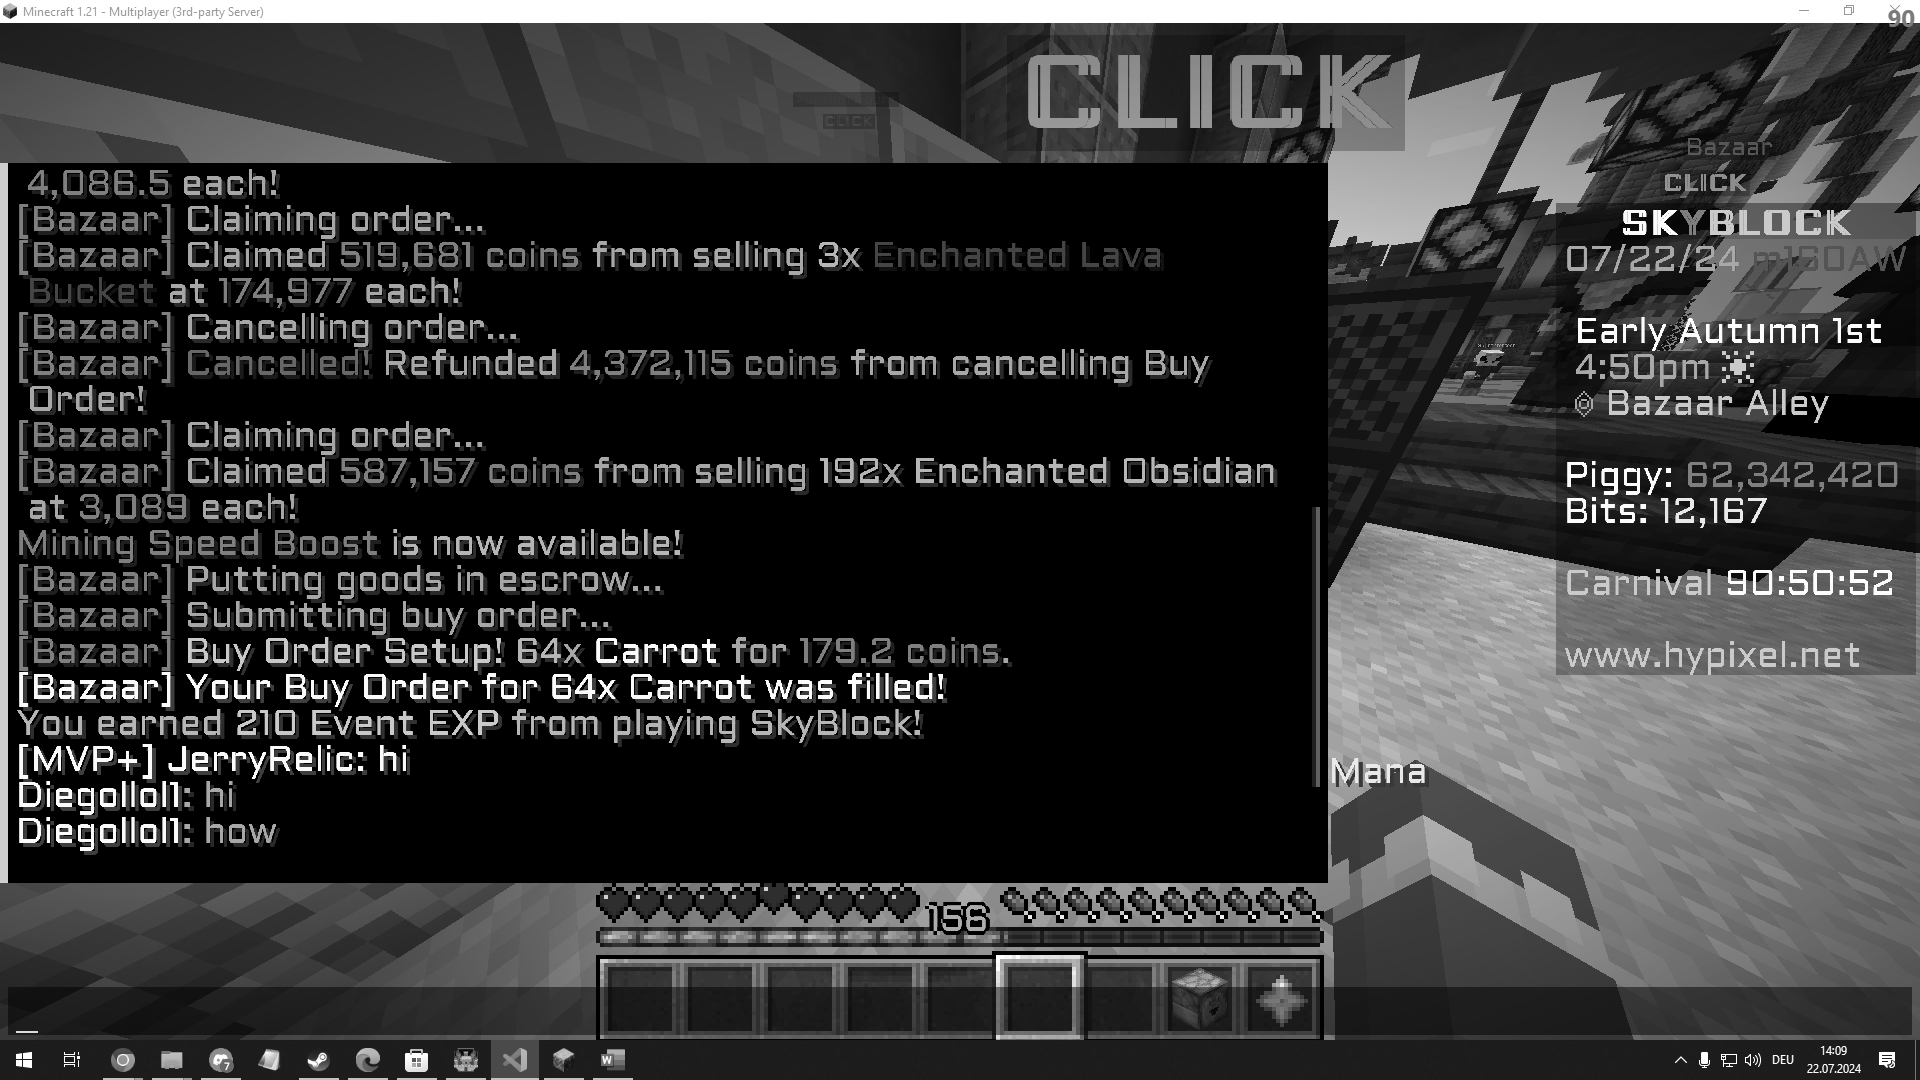 Minecraft 1.21 - Multiplayer (3rd-party Server)
90
CLICK
CLICK
Bazaar
CLICK
4,086.5 each!
[Bazaar] Claiming order...
[Bazaar] Claimed 519,681 coins from selling 3x Enchanted Lava
Bucket at 174,977 each!
[Bazaar] Cancelling order...
[Bazaar] Cancelled! Refunded 4,372,115 coins from cancelling Buy
Order!
[Bazaar] Claiming order...
[Bazaar] Claimed 587,157 coins from selling 192x Enchanted Obsidian
at 3,089 each!
Mining Speed Boost is now available!
[Bazaar] Putting goods in escrow...
[Bazaar] Submitting buy order...
[Bazaar] Buy Order Setup! 64x Carrot for 179.2 coins.
[Bazaar] Your Buy Order for 64x Carrot was filled!
You earned 210 Event EXP from playing SkyBlock!
[MVP+] JerryRelic: hi
Diegollol1: hi
Diegollol1: how
SKYBLOCK
07/22/24 m160AW
Early Autumn 1st
4:50pm
Bazaar Alley
Piggy: 62,342,420
Bits: 12,167
Carnival 90:50:52
www.hypixel.net
Mana
156
7
DEU
14:09
22.07.2024